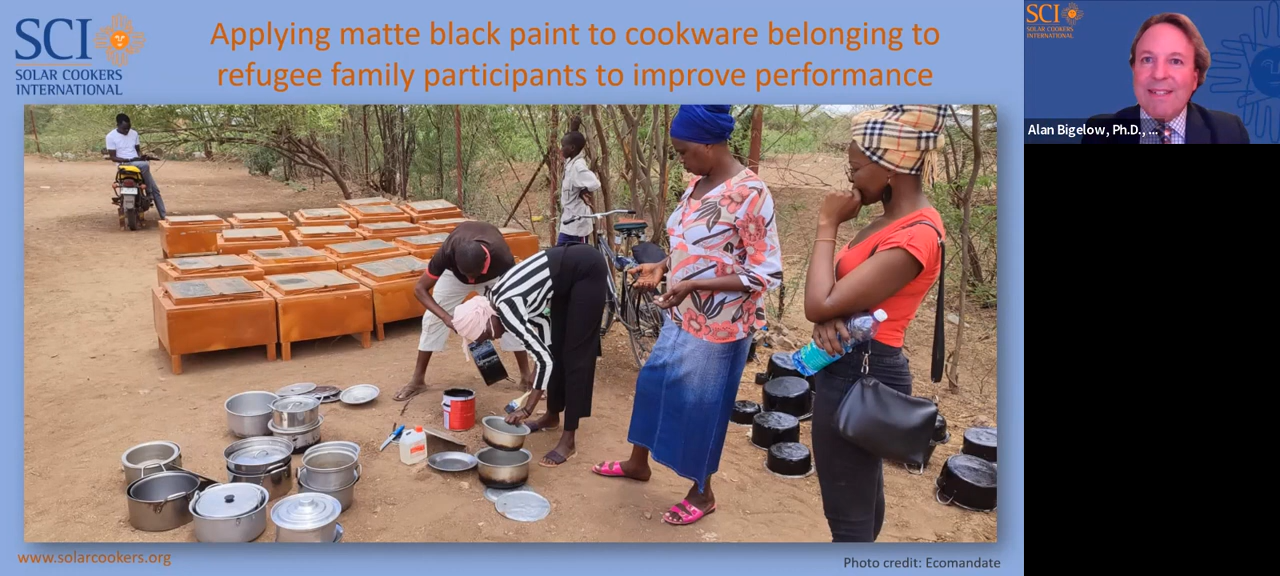 SCI
SOLAR COOKERS
INTERNATIONAL
Applying matte black paint to cookware belonging to
refugee family participants to improve performance
www.solarcookers.org
Photo credit: Ecomandate
SCI
SOLAR COOKERS
INTERNATIONAL
Alan Bigelow, Ph.D., ...